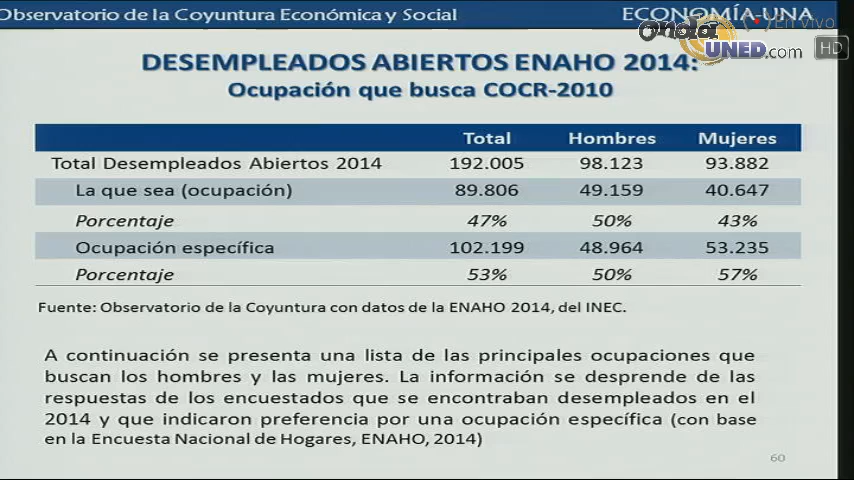 Observatorio de la Coyuntura Económica y Social ECONOMÍA-UNA
En vivo
Onda UNED.com HD
DESEMPLEADOS ABIERTOS ENAHO 2014:
Ocupación que busca COCR-2010
Total Hombres Mujeres
Total Desempleados Abiertos 2014 192.005 98.123 93.882
La que sea (ocupación) 89.806 49.159 40.647
Porcentaje 47% 50% 43%
Ocupación específica 102.199 48.964 53.235
Porcentaje 53% 50% 57%
Fuente: Observatorio de la Coyuntura con datos de la ENAHO 2014, del INEC.
A continuación se presenta una lista de las principales ocupaciones que
buscan los hombres y las mujeres. La información se desprende de las
respuestas de los encuestados que se encontraban desempleados en el
2014 y que indicaron preferencia por una ocupación específica (con base
en la Encuesta Nacional de Hogares, ENAHO, 2014)
60